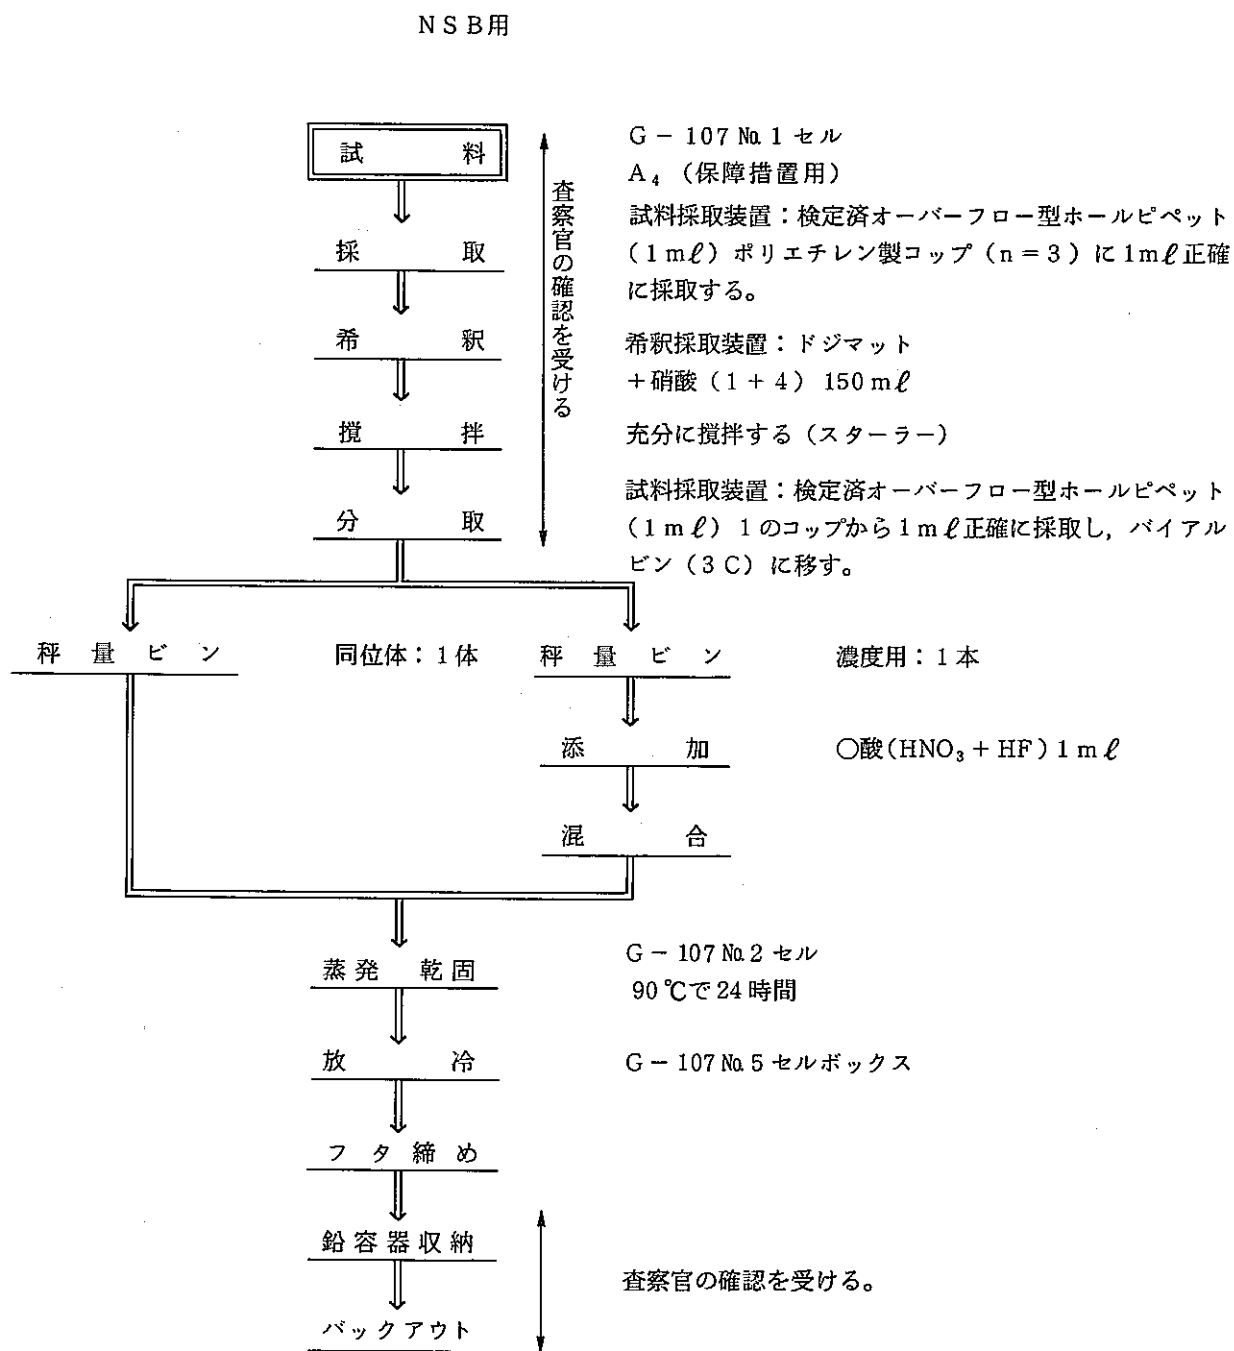 NSB用
試料
G－107 No.1 セル
A₄（保障措置用）
査察官の確認を受ける
採取
試料採取装置：検定済オーバーフロー型ホールピペット
（1mℓ）ポリエチレン製コップ（n＝3）に1mℓ正確
に採取する。
希釈
希釈採取装置：ドジマット
＋硝酸（1＋4）150mℓ
撹拌
充分に撹拌する（スターラー）
分取
試料採取装置：検定済オーバーフロー型ホールピペット
（1mℓ）1のコップから1mℓ正確に採取し，バイアル
ビン（3C）に移す。
秤量ビン
同位体：1体
秤量ビン
濃度用：1本
添加
○酸(HNO₃＋HF)1mℓ
混合
蒸発乾固
G－107 No.2 セル
90℃で24時間
放冷
G－107 No.5 セルボックス
フタ締め
鉛容器収納
査察官の確認を受ける。
バックアウト